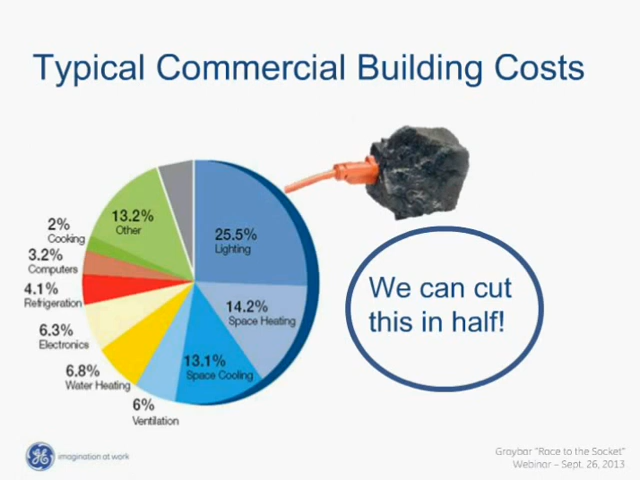 Typical Commercial Building Costs
25.5%
Lighting
14.2%
Space Heating
13.1%
Space Cooling
6%
Ventilation
6.8%
Water Heating
6.3%
Electronics
4.1%
Refrigeration
3.2%
Computers
2%
Cooking
13.2%
Other
We can cut
this in half!
GE
imagination at work
Graybar "Race to the Socket"
Webinar – Sept. 26, 2013